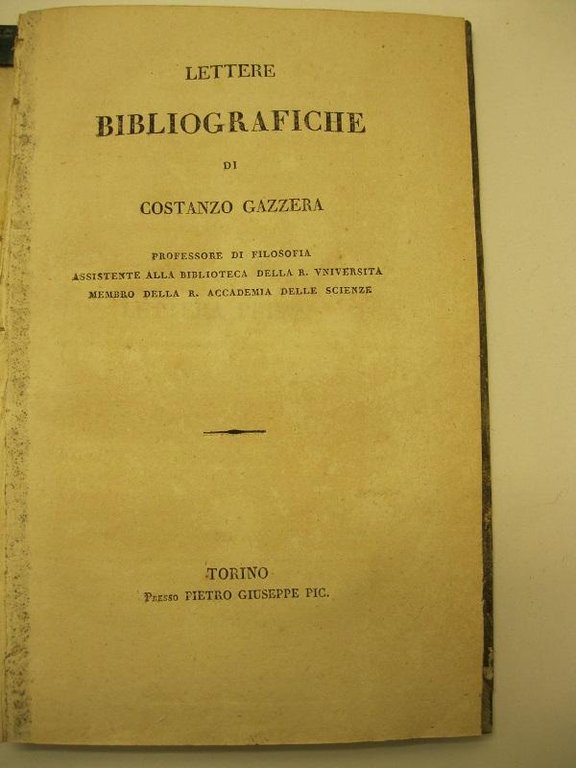 LETTERE
BIBLIOGRAFICHE
DI
COSTANZO GAZZERA
PROFESSORE DI FILOSOFIA
ASSISTENTE ALLA BIBLIOTECA DELLA R. VNIVERSITA
MEMBRO DELLA R. ACCADEMIA DELLE SCIENZE
TORINO
Presso PIETRO GIUSEPPE PIC.